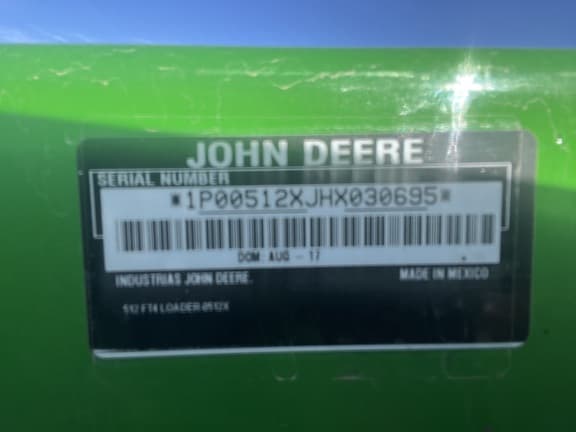 JOHN DEERE
SERIAL NUMBER
*1P00512XJHX030695*
DOM: AUG - 17
INDUSTRIAS JOHN DEERE.
MADE IN MEXICO
512 FT4 LOADER-0512X